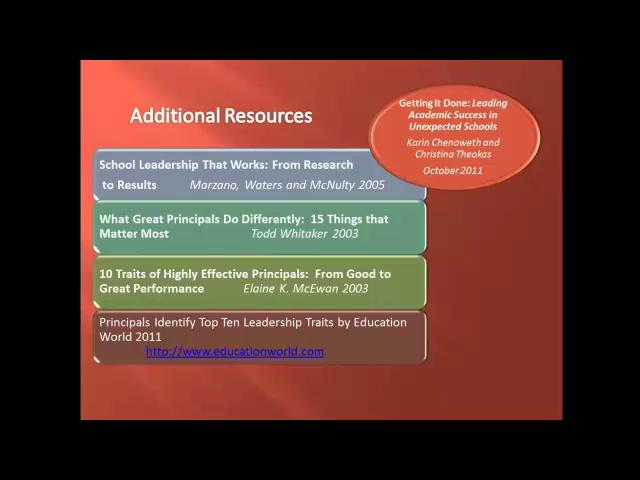 Additional Resources
Getting It Done: Leading
Academic Success in
Unexpected Schools
Karin Chenoweth and
Christina Theokas
October 2011
School Leadership That Works: From Research
to Results Marzano, Waters and McNulty 2005
What Great Principals Do Differently: 15 Things that
Matter Most Todd Whitaker 2003
10 Traits of Highly Effective Principals: From Good to
Great Performance Elaine K. McEwan 2003
Principals Identify Top Ten Leadership Traits by Education
World 2011
http://www.educationworld.com